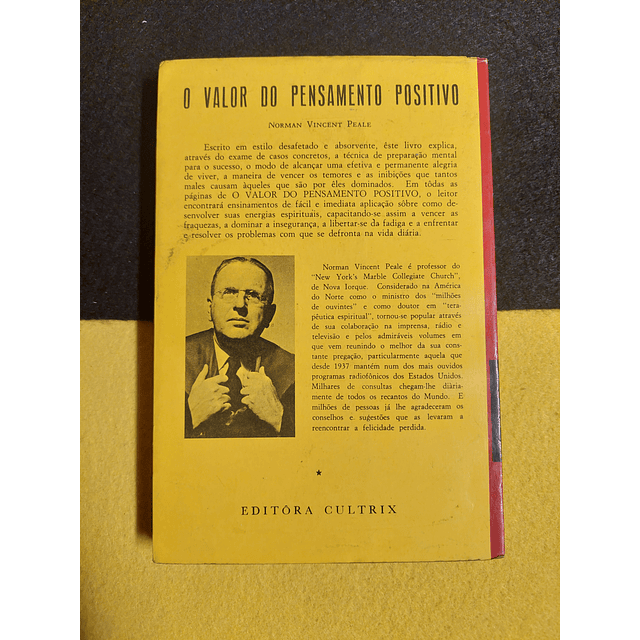 O VALOR DO PENSAMENTO POSITIVO
NORMAN VINCENT PEALE
Escrito em estilo desafetado e absorvente, êste livro explica,
através do exame de casos concretos, a técnica de preparação mental
para o sucesso, o modo de alcançar uma efetiva e permanente alegria
de viver, a maneira de vencer os temores e as inibições que tantos
males causam àqueles que são por êles dominados. Em tôdas as
páginas de O VALOR DO PENSAMENTO POSITIVO, o leitor
encontrará ensinamentos de fácil e imediata aplicação sôbre como de-
senvolver suas energias espirituais, capacitando-se assim a vencer as
fraquezas, a dominar a insegurança, a libertar-se da fadiga e a enfrentar
e resolver os problemas com que se defronta na vida diária.
Norman Vincent Peale é professor do
"New York's Marble Collegiate Church",
de Nova Iorque. Considerado na América
do Norte como o ministro dos "milhões
de ouvintes" e como doutor em "tera-
pêutica espiritual", tornou-se popular através
de sua colaboração na imprensa, rádio e
televisão e pelos admiráveis volumes em
que vem reunindo o melhor da sua cons-
tante pregação, particularmente aquela que
desde 1937 mantém num dos mais ouvidos
programas radiofônicos dos Estados Unidos.
Milhares de consultas chegam-lhe diària-
mente de todos os recantos do Mundo. E
milhões de pessoas já lhe agradeceram os
conselhos e sugestões que as levaram a
reencontrar a felicidade perdida.
EDITÔRA CULTRIX